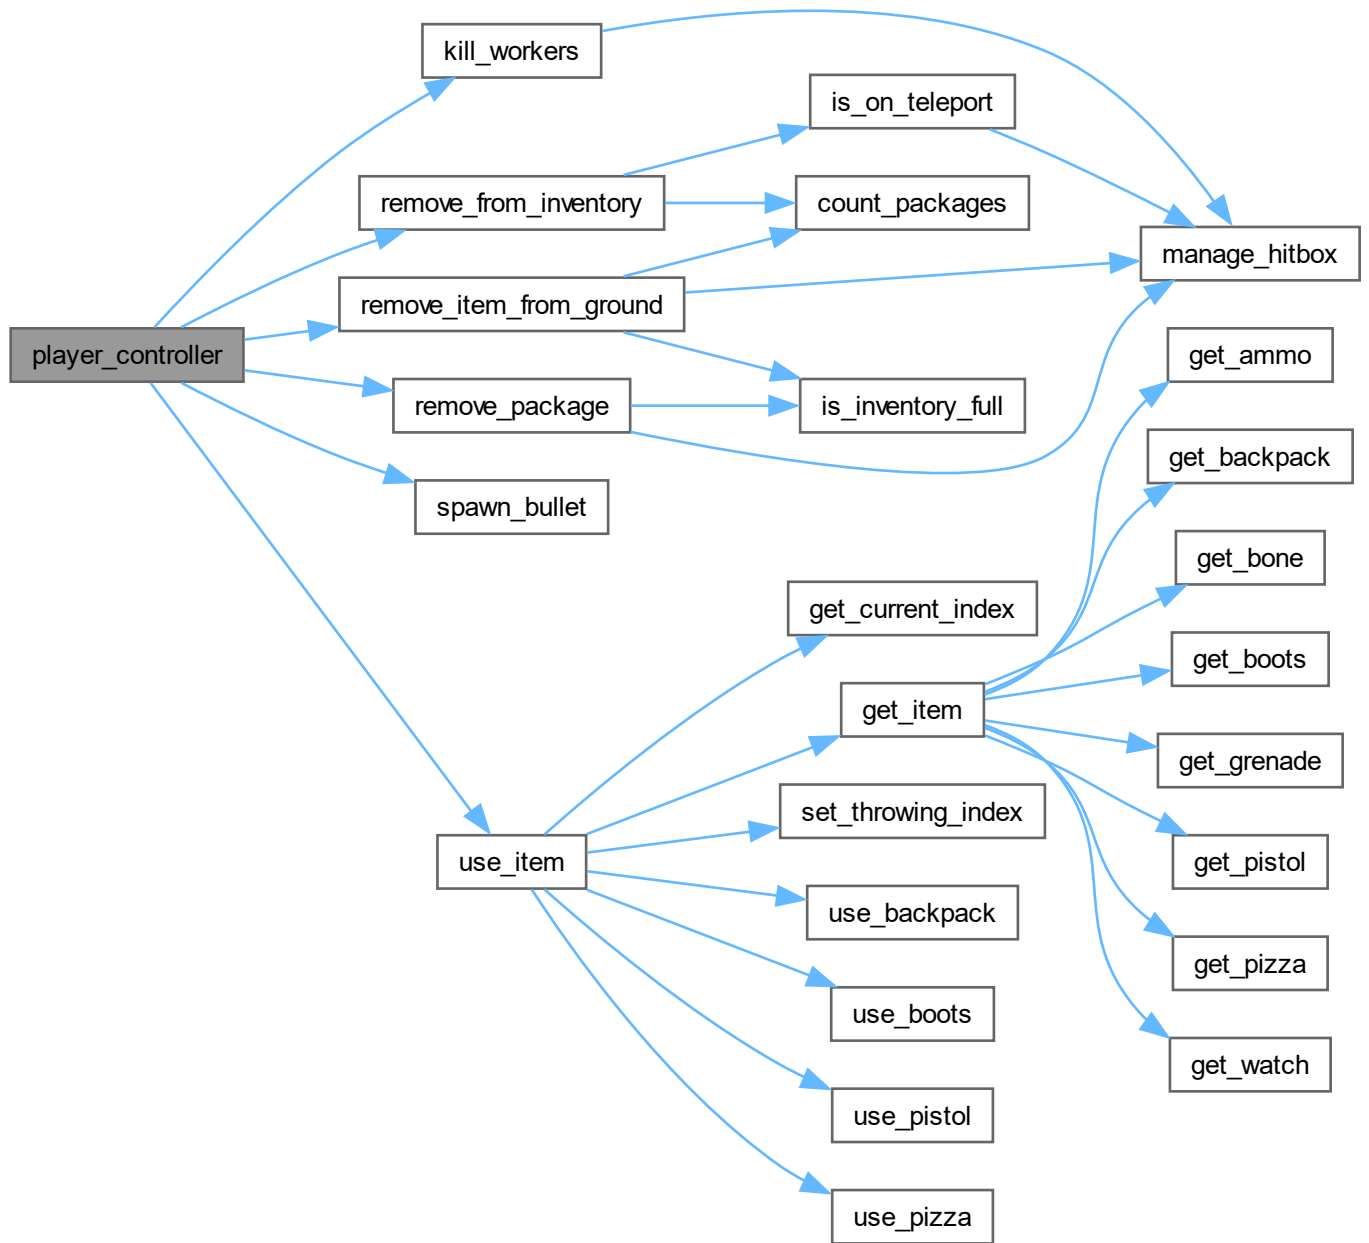 kill_workers
is_on_teleport
remove_from_inventory
count_packages
manage_hitbox
remove_item_from_ground
player_controller
get_ammo
remove_package
is_inventory_full
get_backpack
spawn_bullet
get_bone
get_current_index
get_boots
get_item
get_grenade
set_throwing_index
use_item
get_pistol
use_backpack
get_pizza
use_boots
get_watch
use_pistol
use_pizza